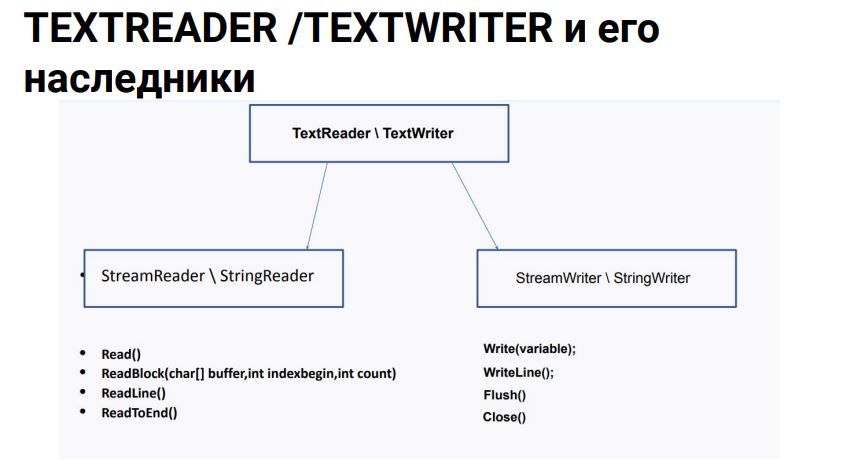 TEXTREADER /TEXTWRITER и его
наследники
TextReader \ TextWriter
• StreamReader \ StringReader
StreamWriter \ StringWriter
• Read()
• ReadBlock(char[] buffer,int indexbegin,int count)
• ReadLine()
• ReadToEnd()
Write(variable);
WriteLine();
Flush()
Close()